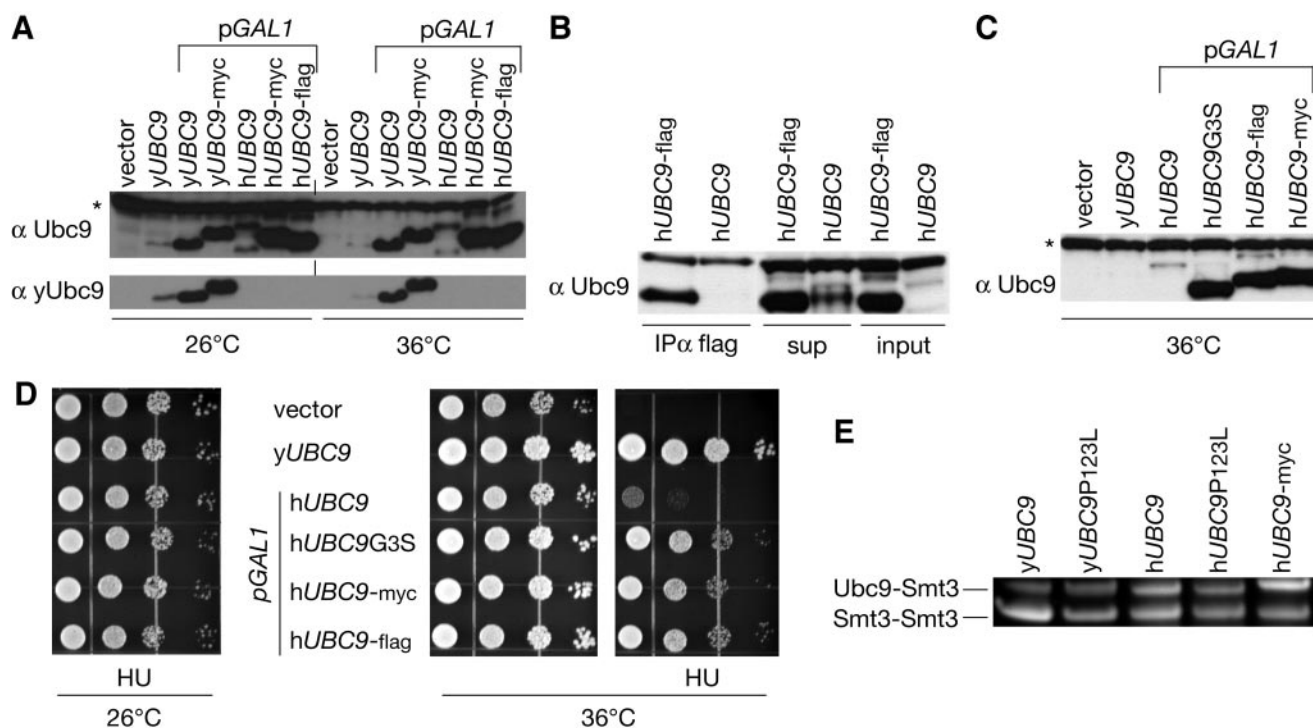 A
pGAL1
pGAL1
vector
yUBC9
yUBC9
yUBC9-myc
hUBC9
hUBC9-myc
hUBC9-flag
vector
yUBC9
yUBC9
yUBC9-myc
hUBC9
hUBC9-myc
hUBC9-flag
*
α Ubc9
α yUbc9
26°C
36°C
B
hUBC9-flag
hUBC9
hUBC9-flag
hUBC9
hUBC9-flag
hUBC9
α Ubc9
IPα flag
sup
input
C
pGAL1
vector
yUBC9
hUBC9
hUBC9G3S
hUBC9-flag
hUBC9-myc
*
α Ubc9
36°C
D
vector
yUBC9
pGAL1
hUBC9
hUBC9G3S
hUBC9-myc
hUBC9-flag
HU
HU
26°C
36°C
E
yUBC9
yUBC9P123L
hUBC9
hUBC9P123L
hUBC9-myc
Ubc9-Smt3
Smt3-Smt3